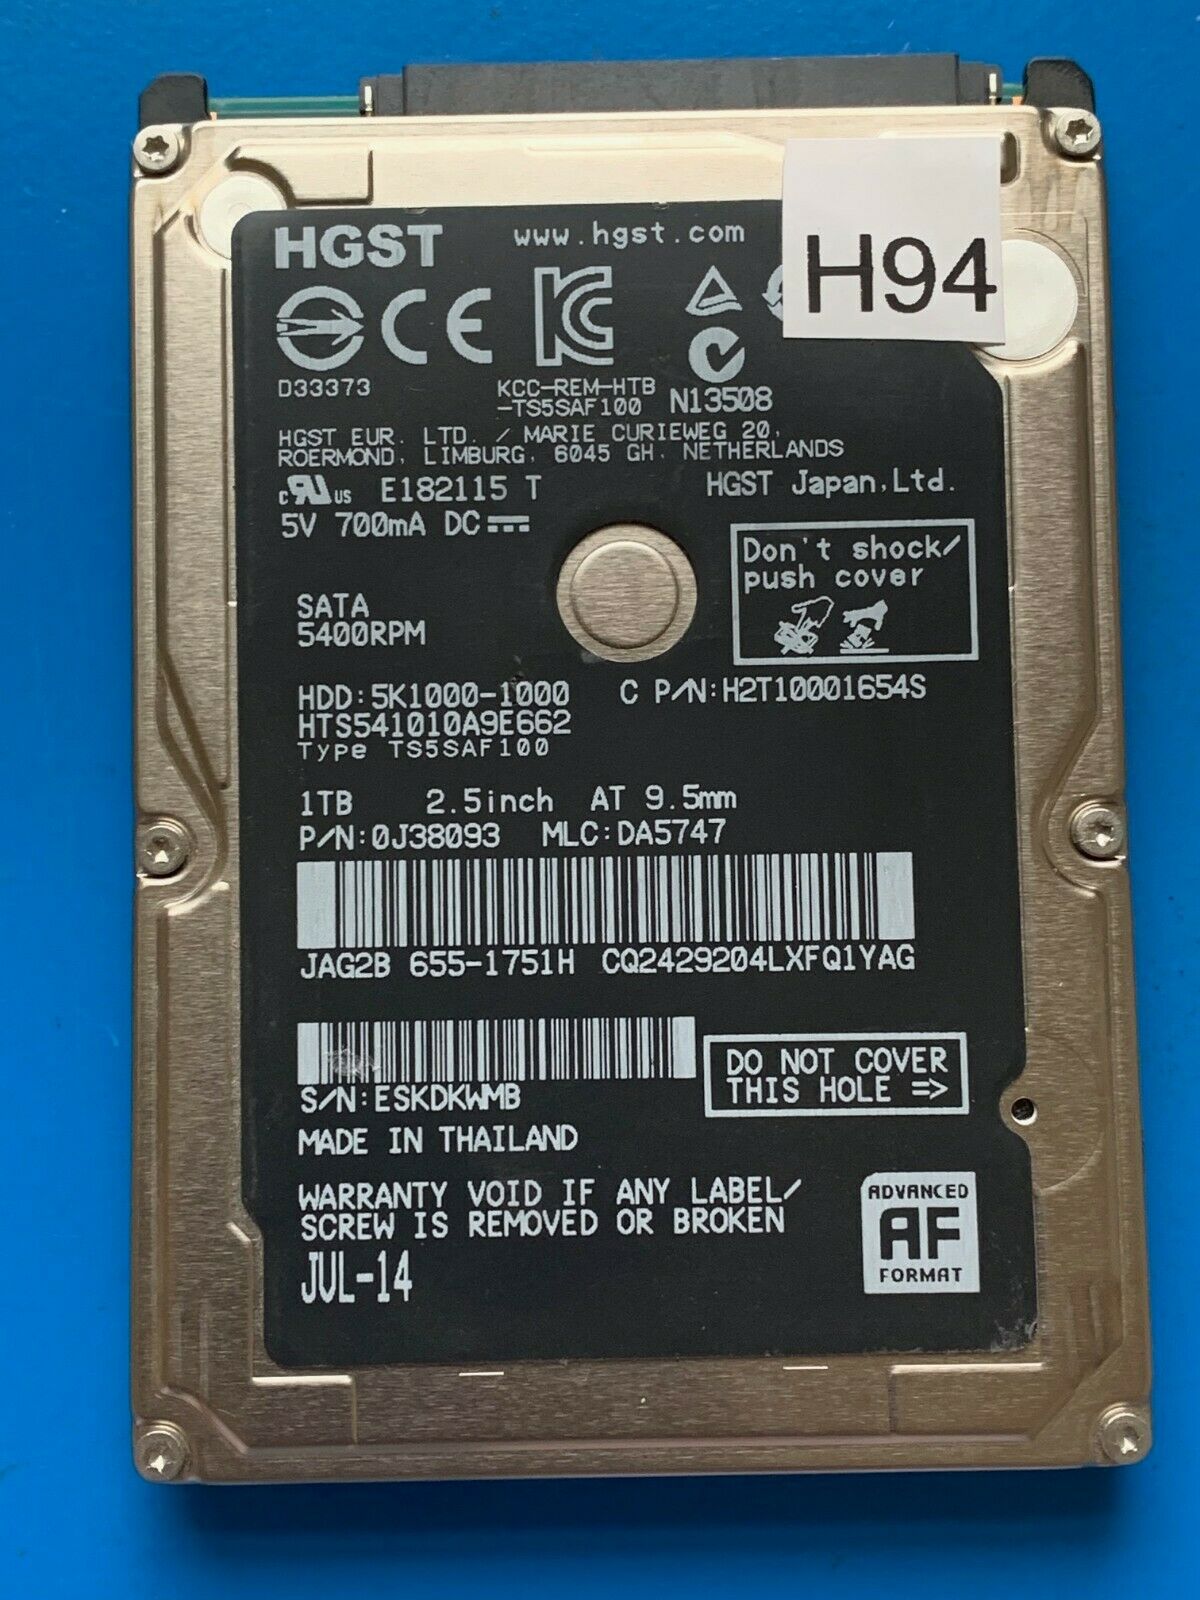 HGST www.hgst.com
H94
D33373
KCC-REM-HTB
-TS5SAF100 N13508
HGST EUR. LTD. / MARIE CURIEWEG 20,
ROERMOND, LIMBURG, 6045 GH, NETHERLANDS
c RU US E182115 T HGST Japan,Ltd.
5V 700mA DC
Don't shock/
push cover
SATA
5400RPM
HDD:5K1000-1000 C P/N:H2T10001654S
HTS541010A9E662
Type TS5SAF100
1TB 2.5inch AT 9.5mm
P/N:0J38093 MLC:DA5747
JAG2B 655-1751H CQ2429204LXFQ1YAG
DO NOT COVER
THIS HOLE =>
S/N:ESKDKWMB
MADE IN THAILAND
WARRANTY VOID IF ANY LABEL/
SCREW IS REMOVED OR BROKEN
JUL-14
ADVANCED
AF
FORMAT